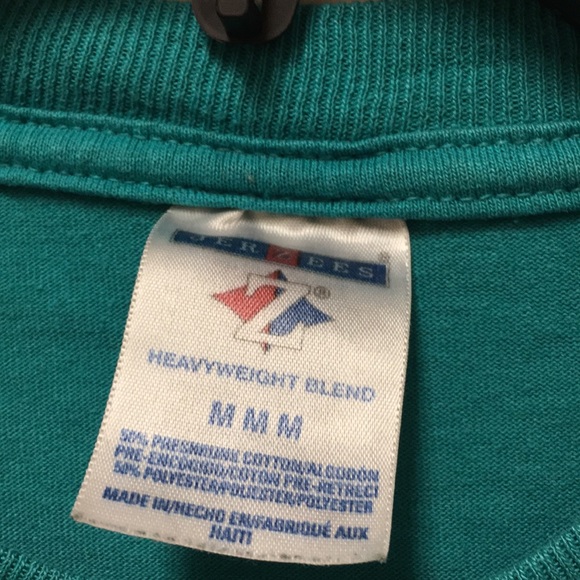 JERZEES ®
Z ®
HEAVYWEIGHT BLEND
M M M
50% PRESHRUNK COTTON/ALGODON
PRE-ENCOGIDO/COTON PRE-RETRECI
50% POLYESTER/POLIESTER/POLYESTER
MADE IN/HECHO EN/FABRIQUÉ AUX
HAITI